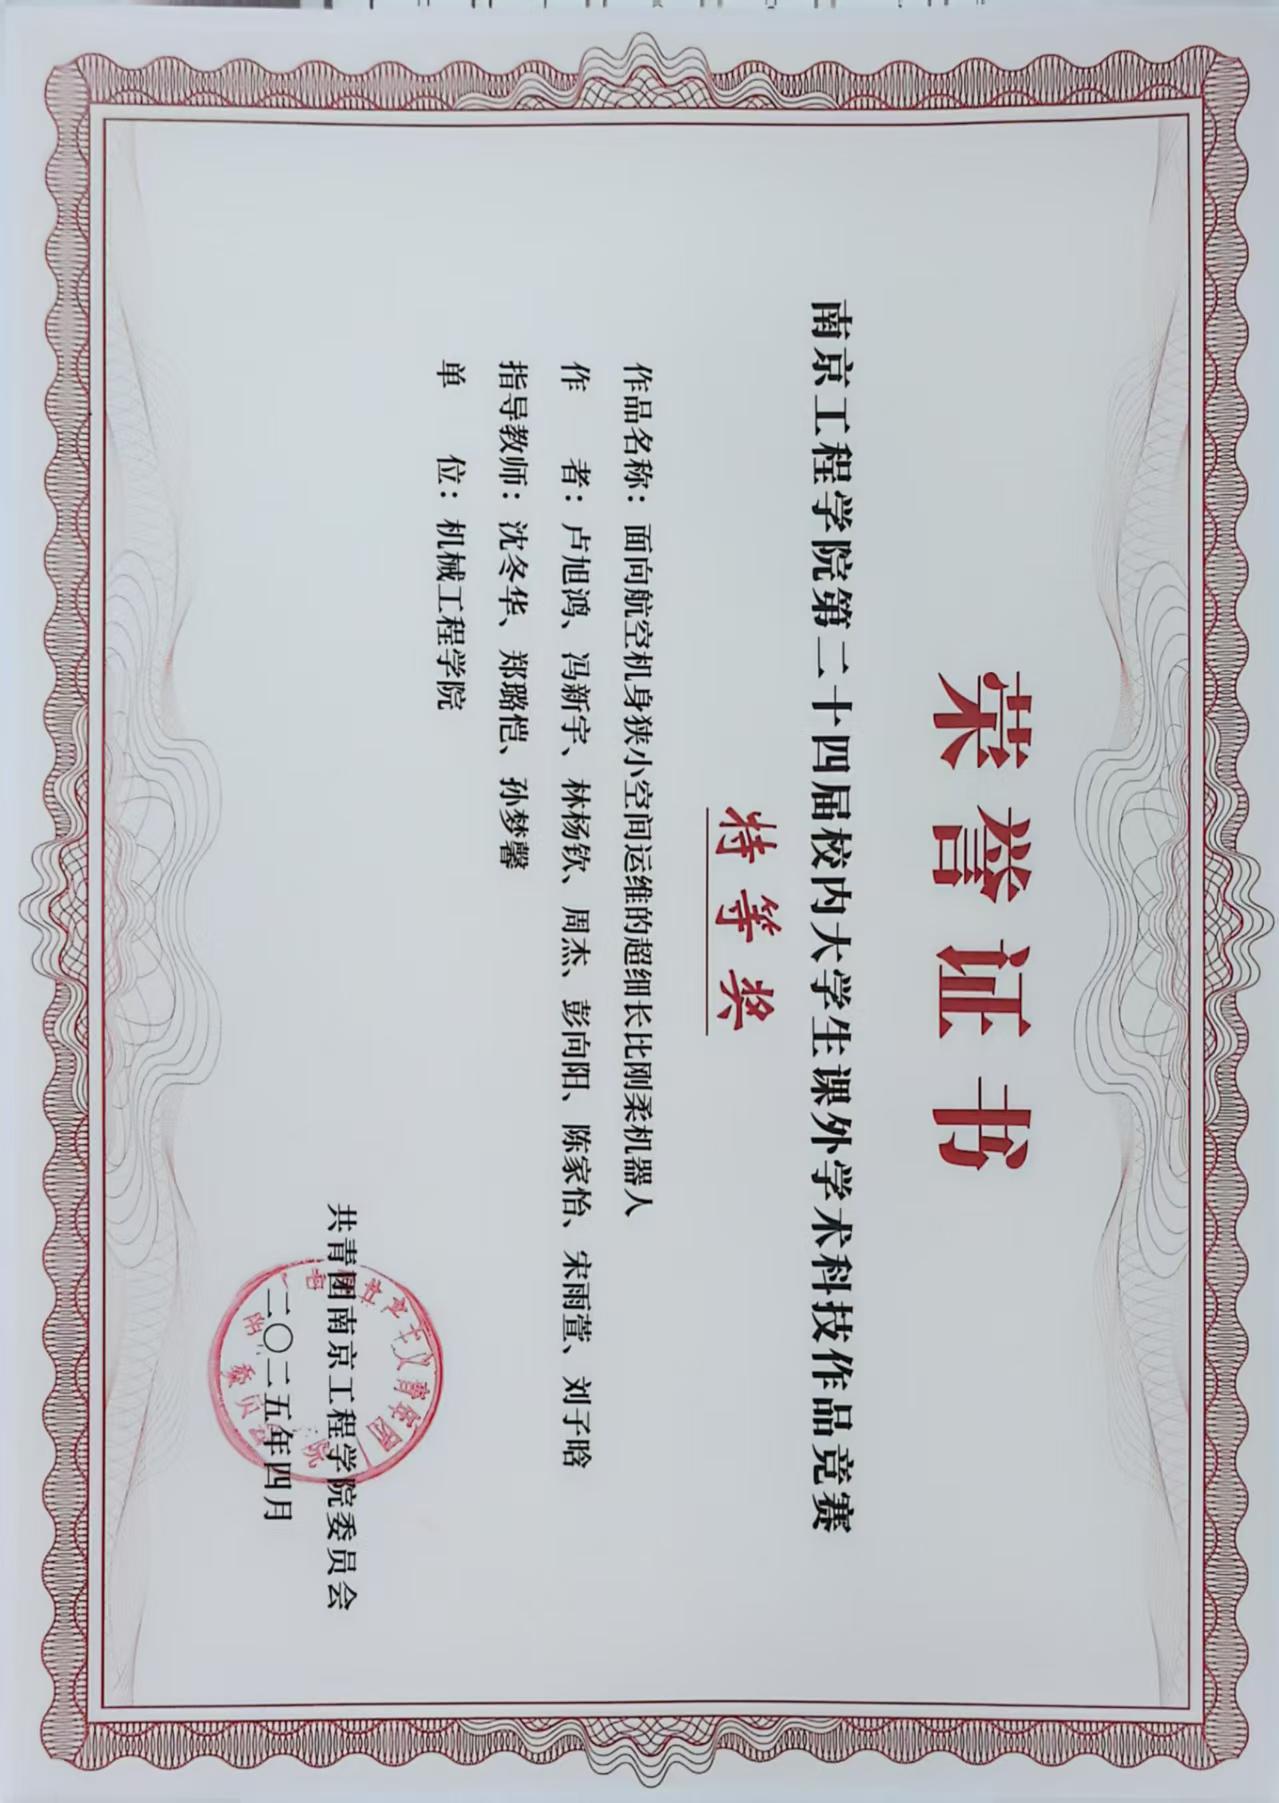 荣誉证书
南京工程学院第二十四届校内大学生课外学术科技作品竞赛
特等奖
作品名称：面向航空机身狭小空间运维的超细长比刚柔机器人
作 者：卢旭鸿、冯新宇、林杨钦、周杰、彭向阳、陈家怡、宋雨萱、刘子晗
指导教师：沈冬华、郑璐恺、孙梦馨
单 位：机械工程学院
共青团南京工程学院委员会
二〇二五年四月